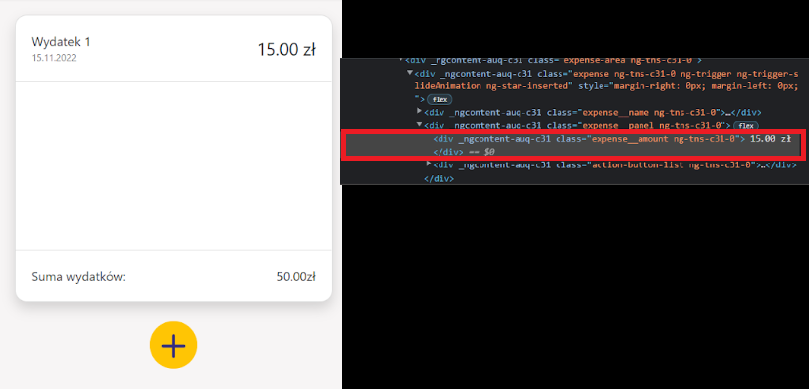 Wydatek 1
15.00 zł
15.11.2022
Suma wydatków:
50.00zł
<div _ngcontent-auq-c31 class="expense-area ng-tns-c31-0">
▼<div _ngcontent-auq-c31 class="expense ng-tns-c31-0 ng-trigger ng-trigger-s
lideAnimation ng-star-inserted" style="margin-right: 0px; margin-left: 0px;
"> flex
▶<div _ngcontent-auq-c31 class="expense__name ng-tns-c31-0">…</div>
▼<div _ngcontent-auq-c31 class="expense__panel ng-tns-c31-0"> flex
<div _ngcontent-auq-c31 class="expense__amount ng-tns-c31-0"> 15.00 zł
</div> == $0
▶<div _ngcontent-auq-c31 class="action-button-list ng-tns-c31-0">…</div>
</div>